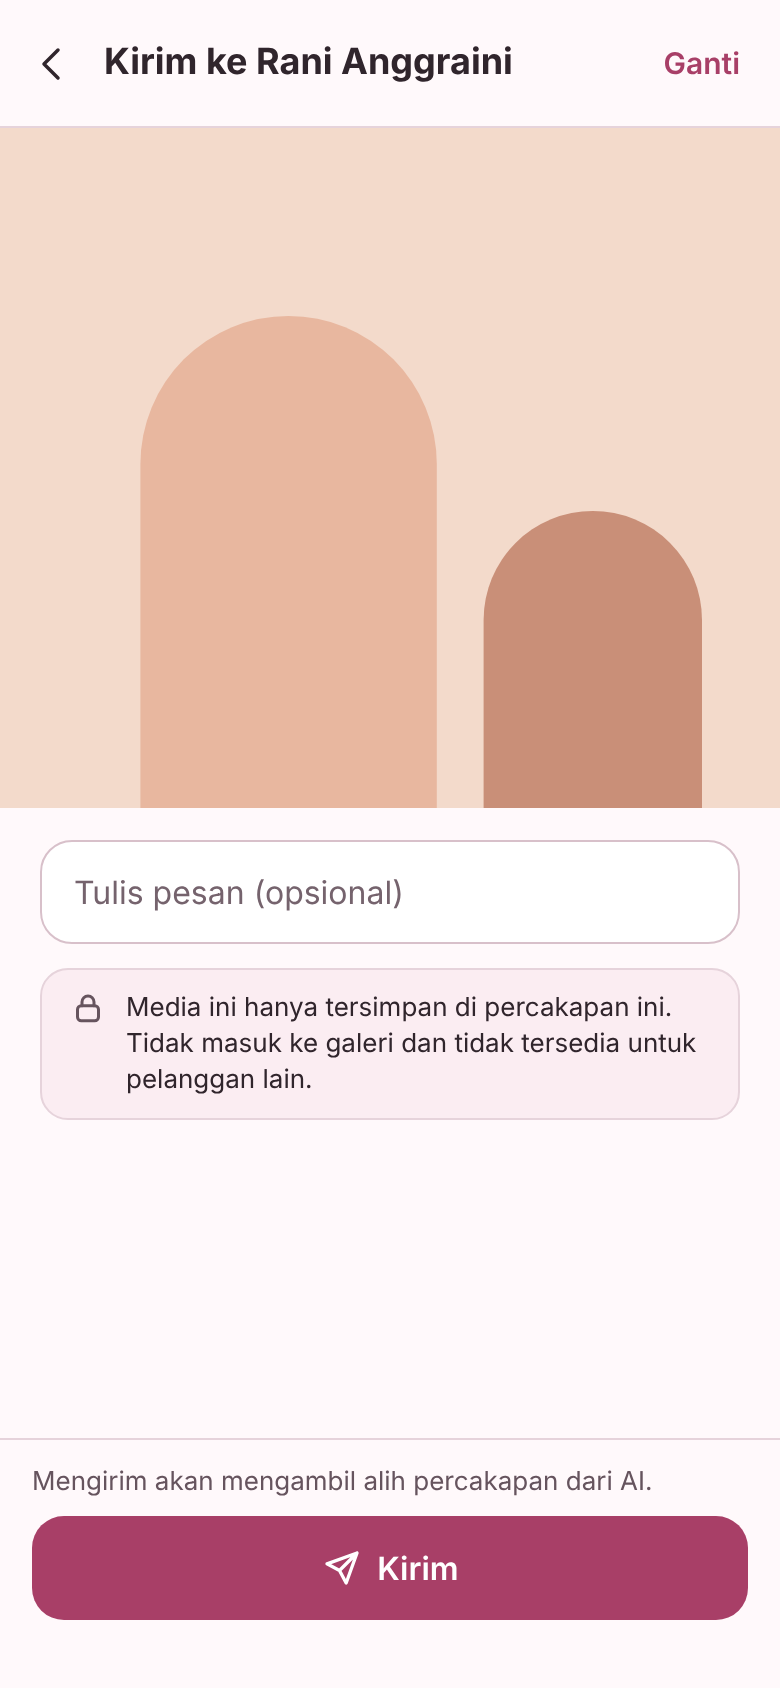 Kirim ke Rani Anggraini
Ganti
Tulis pesan (opsional)
Media ini hanya tersimpan di percakapan ini.
Tidak masuk ke galeri dan tidak tersedia untuk
pelanggan lain.
Mengirim akan mengambil alih percakapan dari AI.
Kirim